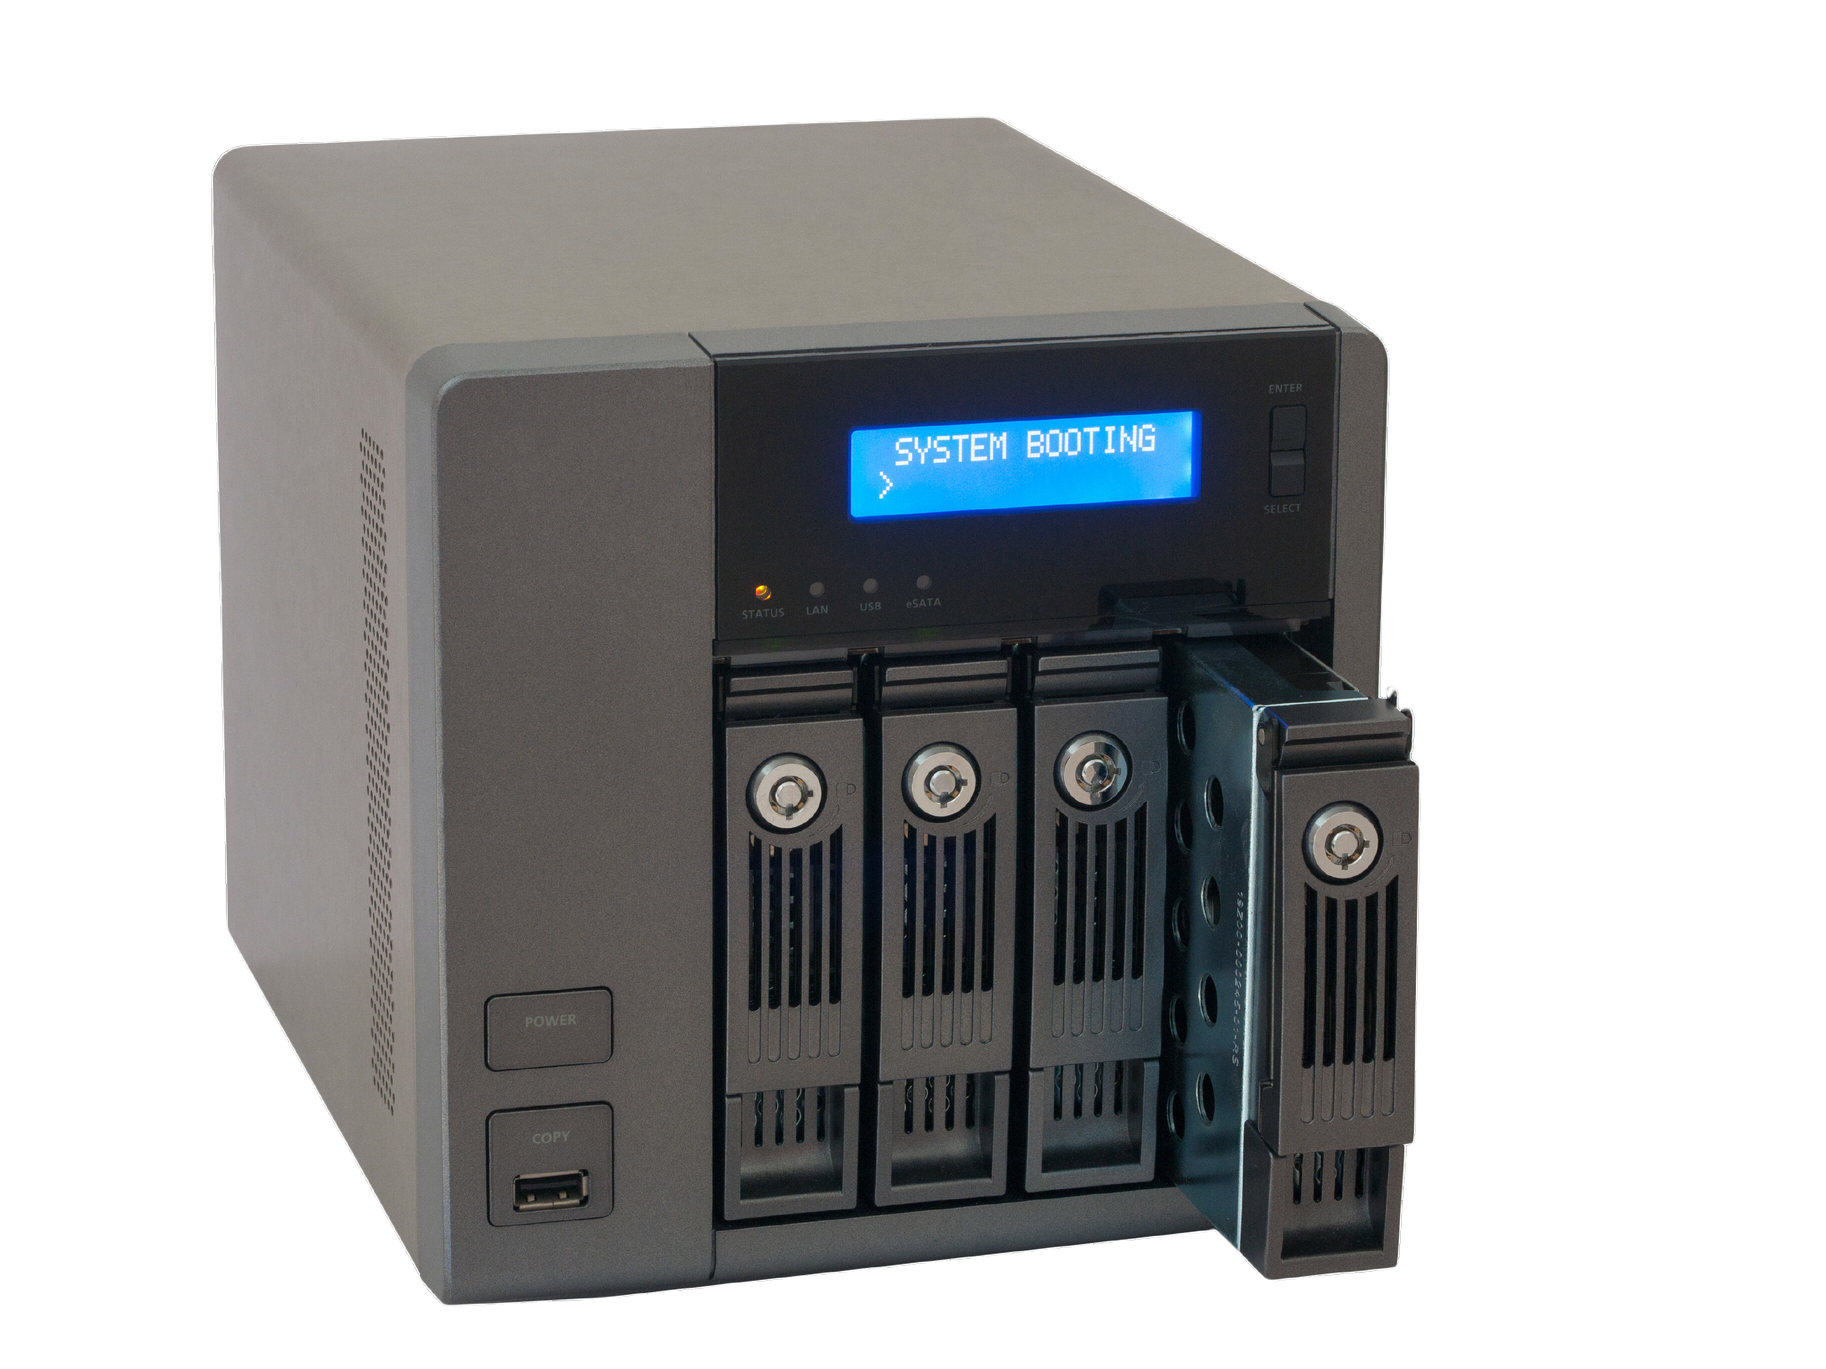 ENTER
SYSTEM BOOTING
>
SELECT
STATUS LAN USB eSATA
POWER
COPY